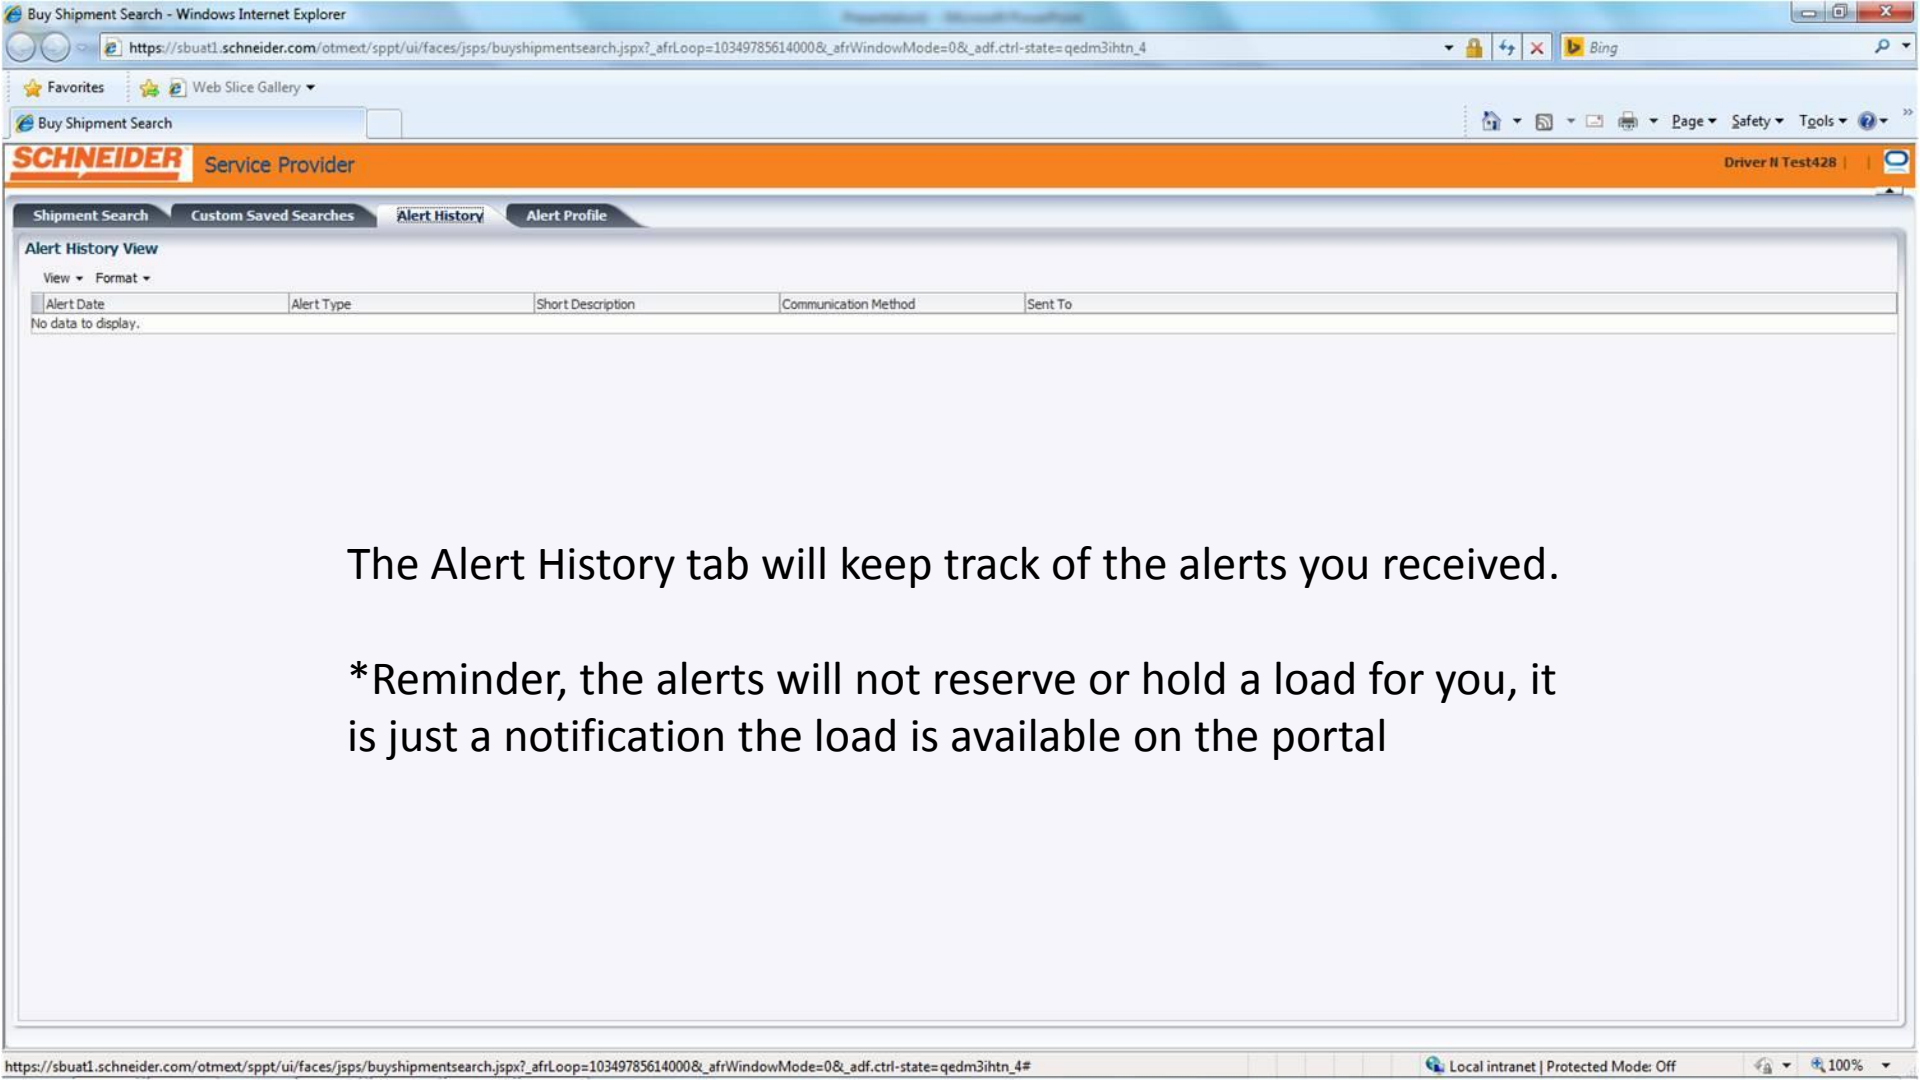 Buy Shipment Search - Windows Internet Explorer
https://sbuat1.schneider.com/otmext/sppt/ui/faces/jsps/buyshipmentsearch.jspx?_afrLoop=10349785614000&_afrWindowMode=0&_adf.ctrl-state=qedm3ihtn_4 Bing
Favorites Web Slice Gallery
Buy Shipment Search Page Safety Tools
SCHNEIDER Service Provider Driver N Test428 | |
Shipment Search Custom Saved Searches Alert History Alert Profile
Alert History View
View Format
Alert Date Alert Type Short Description Communication Method Sent To
No data to display.
The Alert History tab will keep track of the alerts you received.
*Reminder, the alerts will not reserve or hold a load for you, it
is just a notification the load is available on the portal
https://sbuat1.schneider.com/otmext/sppt/ui/faces/jsps/buyshipmentsearch.jspx?_afrLoop=10349785614000&_afrWindowMode=0&_adf.ctrl-state=qedm3ihtn_4# Local intranet | Protected Mode: Off 100%